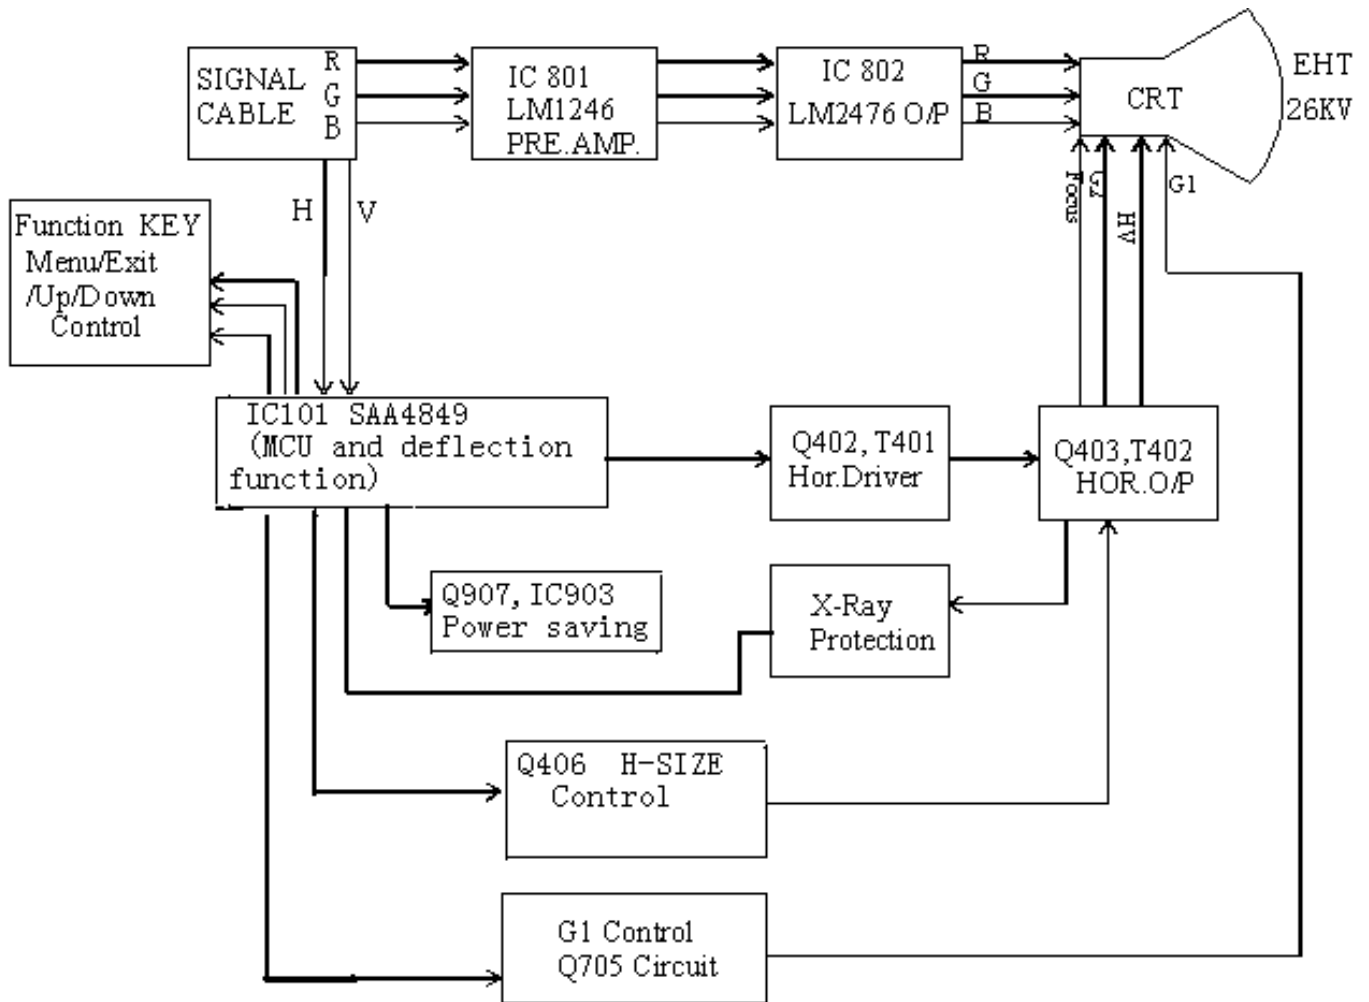 SIGNAL
CABLE
R
G
B
IC 801
LM1246
PRE.AMP.
IC 802
LM2476 O/P
R
G
B
CRT
EHT
26KV
H
V
Focus
G2
HV
G1
Function KEY
Menu/Exit
/Up/Down
Control
IC101 SAA4849
(MCU and deflection
function)
Q402, T401
Hor.Driver
Q403,T402
HOR.O/P
Q907, IC903
Power saving
X-Ray
Protection
Q406 H-SIZE
Control
G1 Control
Q705 Circuit